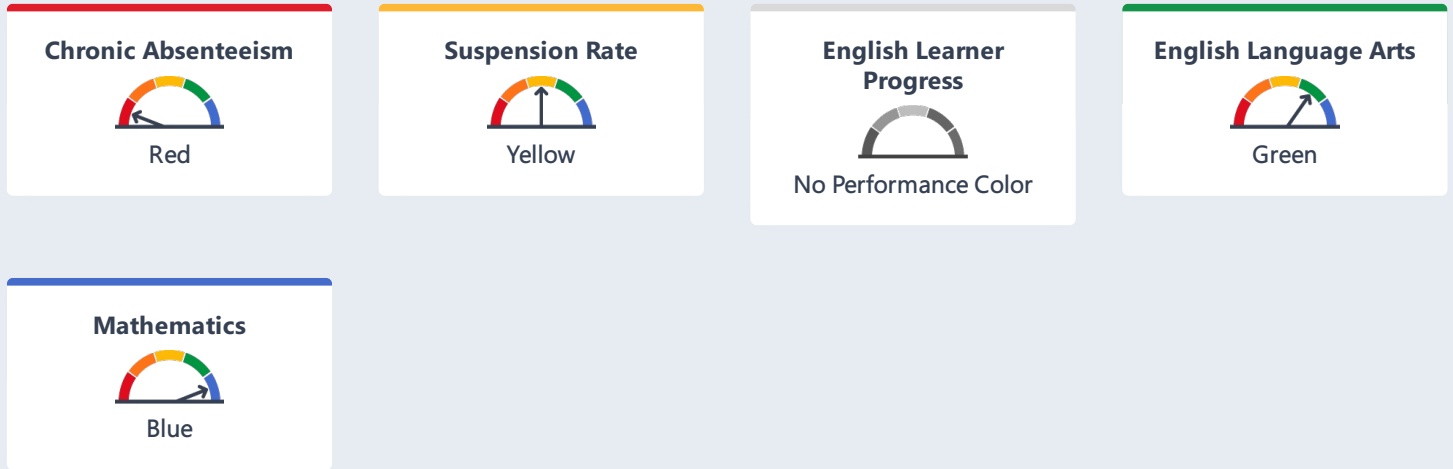 Chronic Absenteeism
Red
Suspension Rate
Yellow
English Learner
Progress
No Performance Color
English Language Arts
Green
Mathematics
Blue